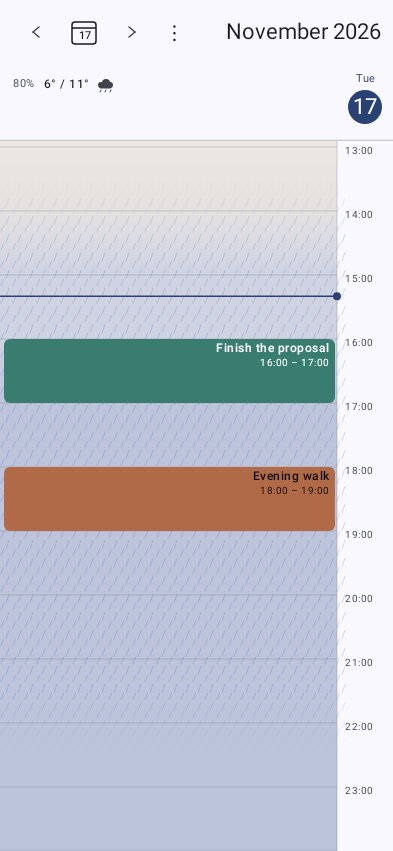 17
November 2026
80%
6° / 11°
Tue
17
13:00
14:00
15:00
16:00
Finish the proposal
16:00 – 17:00
17:00
18:00
Evening walk
18:00 – 19:00
19:00
20:00
21:00
22:00
23:00